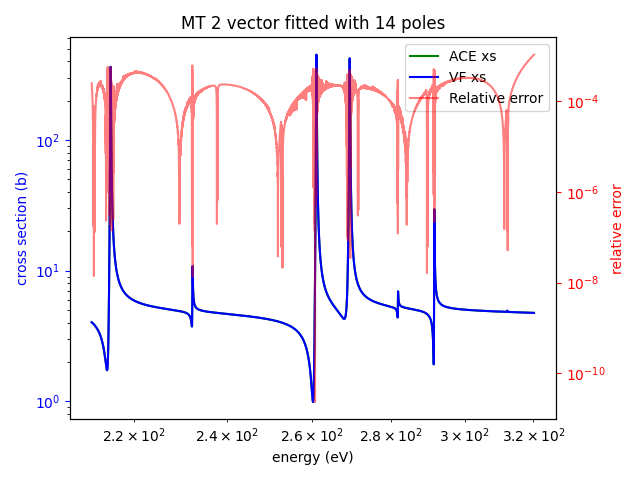 MT 2 vector fitted with 14 poles
ACE xs
VF xs
Relative error
cross section (b)
10²
10¹
10⁰
relative error
10⁻⁴
10⁻⁶
10⁻⁸
10⁻¹⁰
2.2 × 10² 2.4 × 10² 2.6 × 10² 2.8 × 10² 3 × 10² 3.2 × 10²
energy (eV)